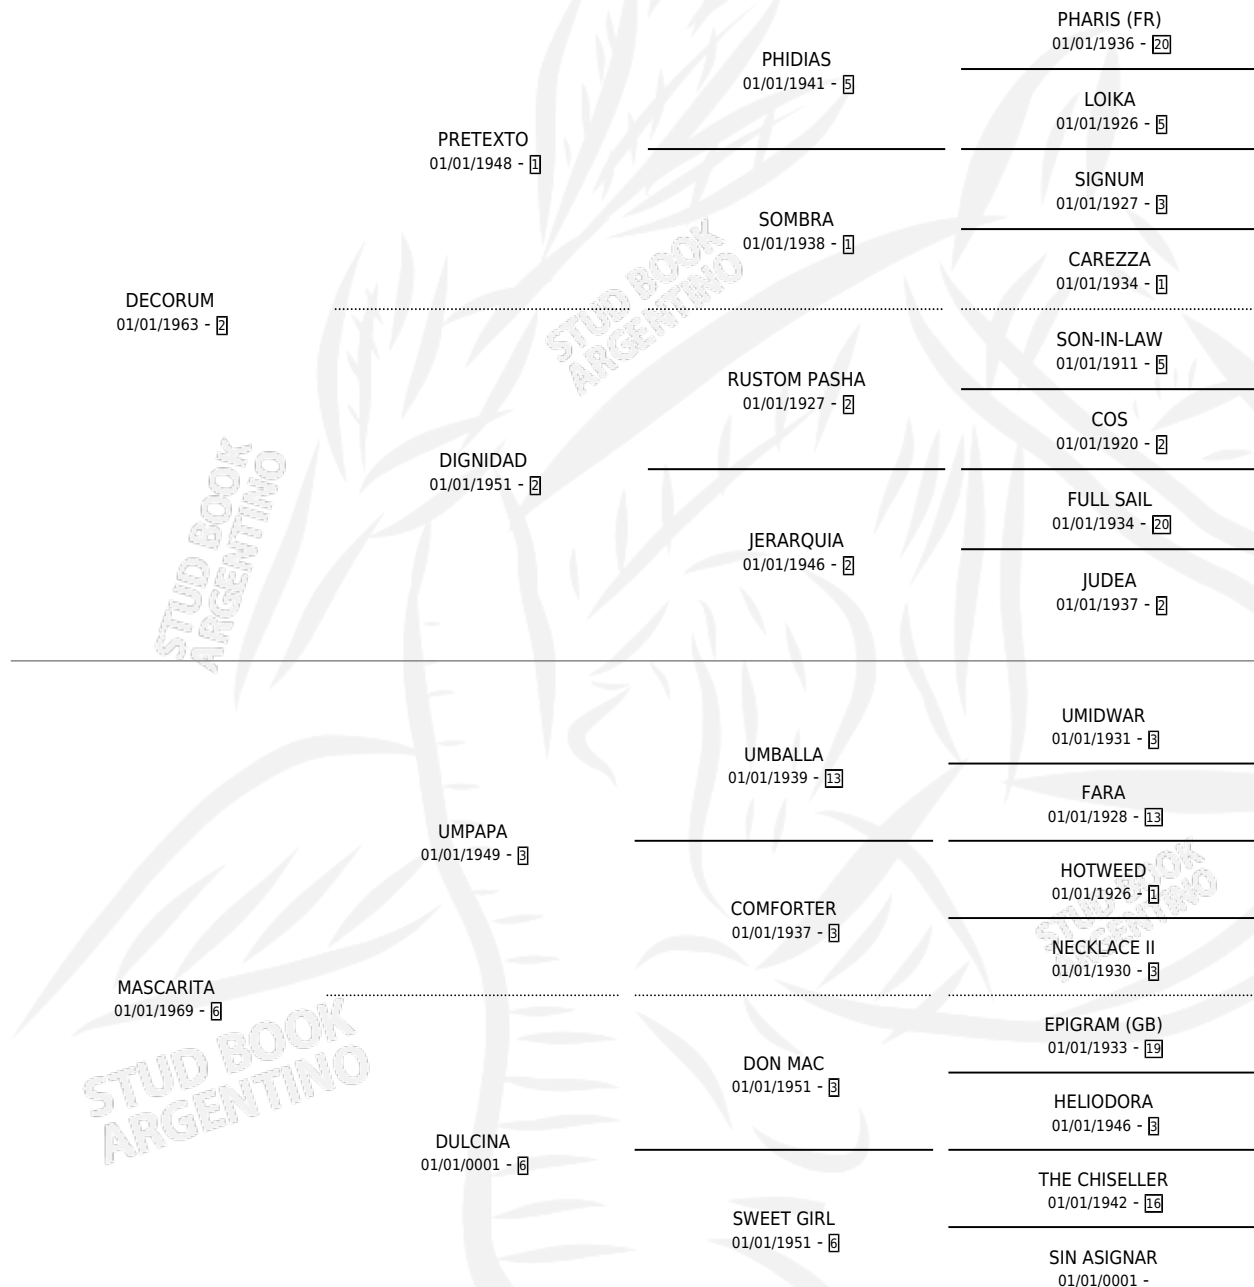 PHARIS (FR)
01/01/1936 - 20
PHIDIAS
01/01/1941 - 5
LOIKA
01/01/1926 - 5
PRETEXTO
01/01/1948 - 1
SIGNUM
01/01/1927 - 3
SOMBRA
01/01/1938 - 1
CAREZZA
01/01/1934 - 1
DECORUM
01/01/1963 - 2
SON-IN-LAW
01/01/1911 - 5
RUSTOM PASHA
01/01/1927 - 2
COS
01/01/1920 - 2
DIGNIDAD
01/01/1951 - 2
FULL SAIL
01/01/1934 - 20
JERARQUIA
01/01/1946 - 2
JUDEA
01/01/1937 - 2
UMIDWAR
01/01/1931 - 3
UMBALLA
01/01/1939 - 13
FARA
01/01/1928 - 13
UMPAPA
01/01/1949 - 3
HOTWEED
01/01/1926 - 1
COMFORTER
01/01/1937 - 3
NECKLACE II
01/01/1930 - 3
MASCARITA
01/01/1969 - 6
EPIGRAM (GB)
01/01/1933 - 19
DON MAC
01/01/1951 - 3
HELIODORA
01/01/1946 - 3
DULCINA
01/01/0001 - 6
THE CHISELLER
01/01/1942 - 16
SWEET GIRL
01/01/1951 - 6
SIN ASIGNAR
01/01/0001 -
STUD BOOK
ARGENTINO
STUD BOOK
ARGENTINO
STUD BOOK
ARGENTINO
STUD BOOK
ARGENTINO